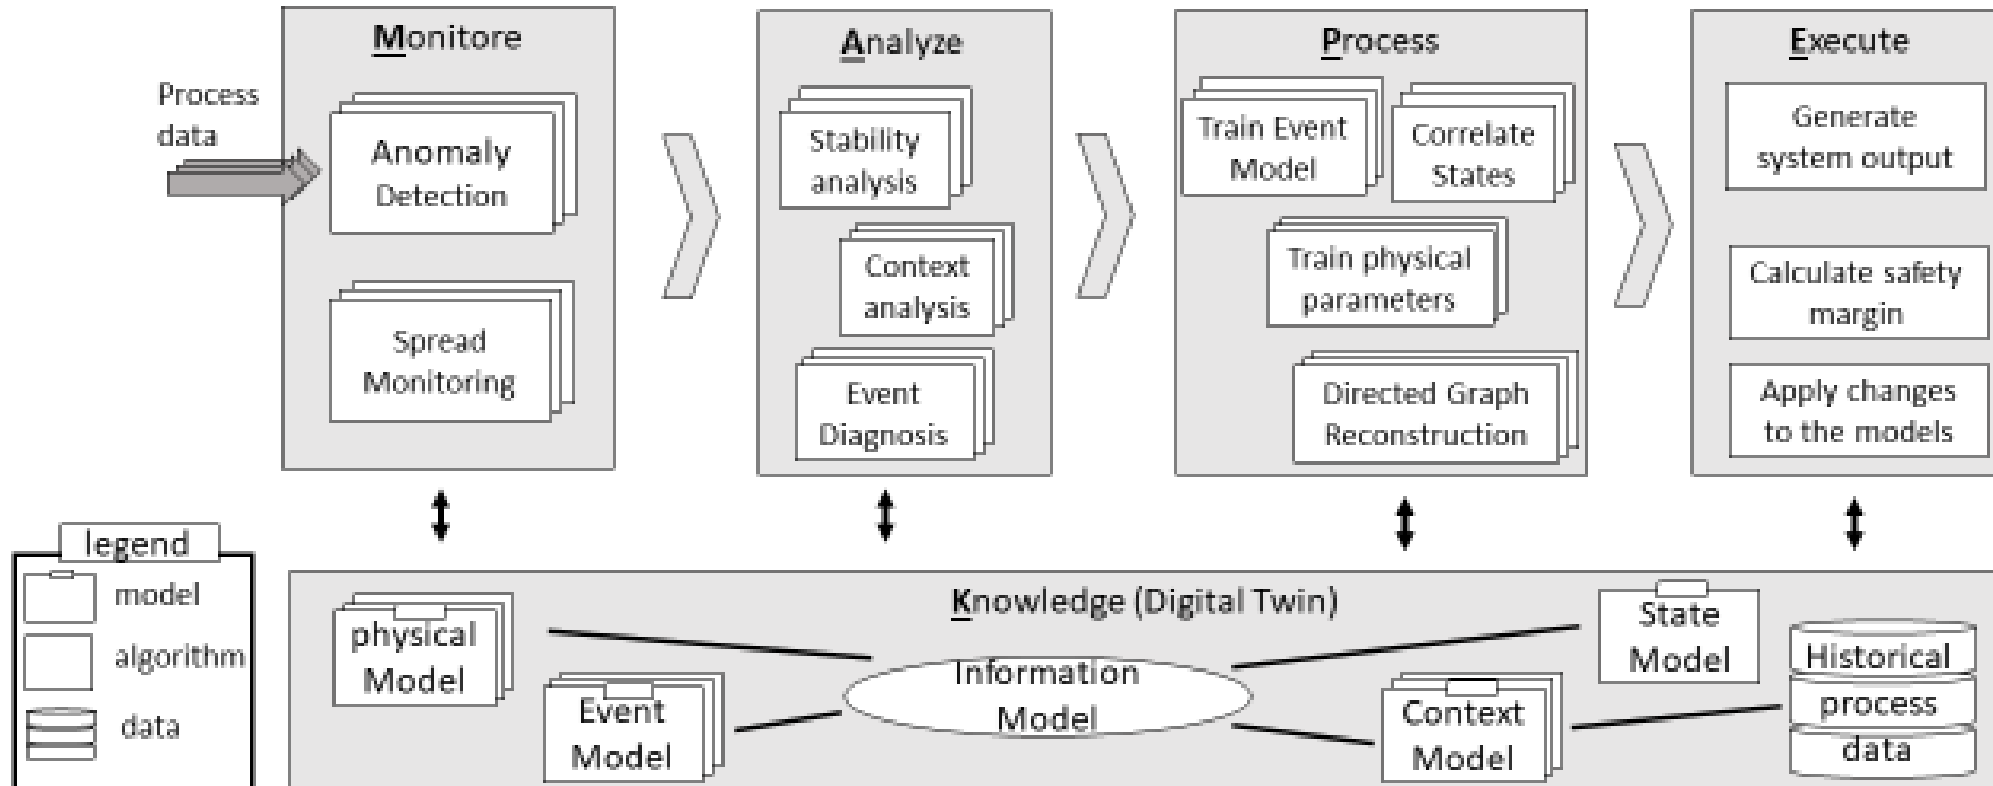 Monitore
Process
data
Anomaly
Detection
Spread
Monitoring
Analyze
Stability
analysis
Context
analysis
Event
Diagnosis
Process
Train Event
Model
Correlate
States
Train physical
parameters
Directed Graph
Reconstruction
Execute
Generate
system output
Calculate safety
margin
Apply changes
to the models
legend
model
algorithm
data
Knowledge (Digital Twin)
physical
Model
Event
Model
Information
Model
State
Model
Context
Model
Historical
process
data